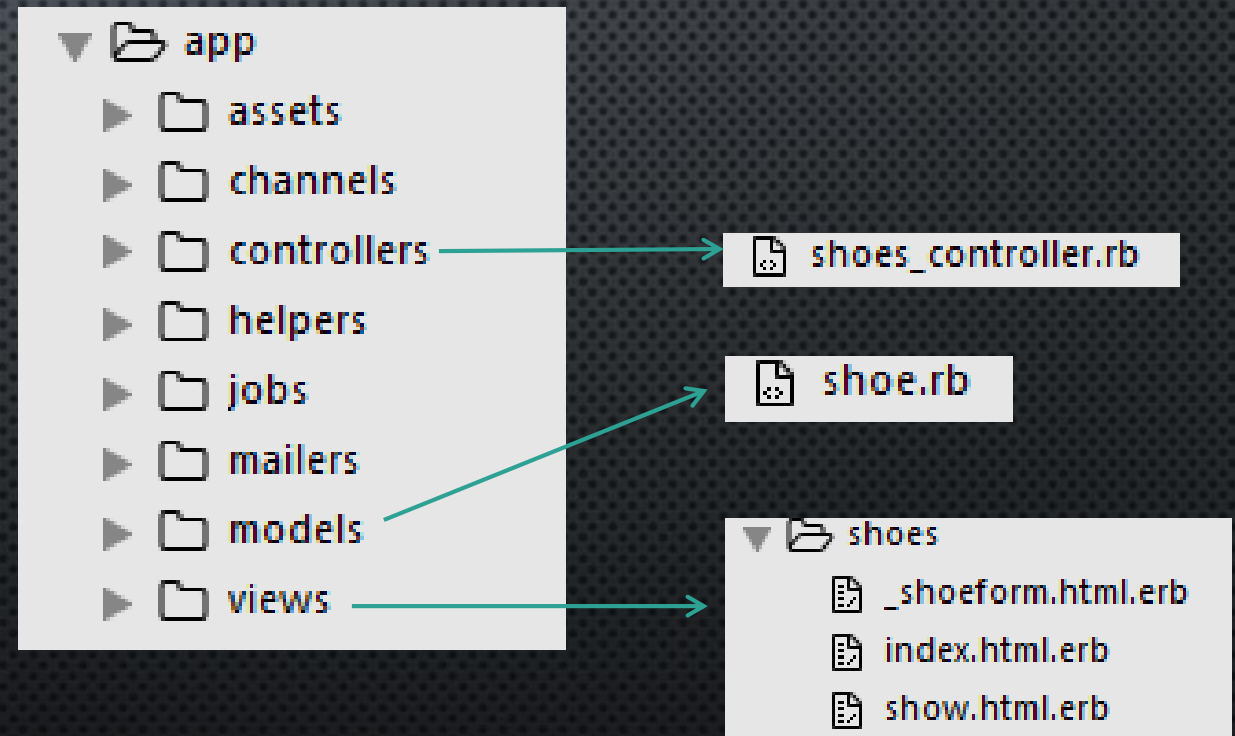 app
assets
channels
controllers
helpers
jobs
mailers
models
views
shoes_controller.rb
shoe.rb
shoes
_shoeform.html.erb
index.html.erb
show.html.erb